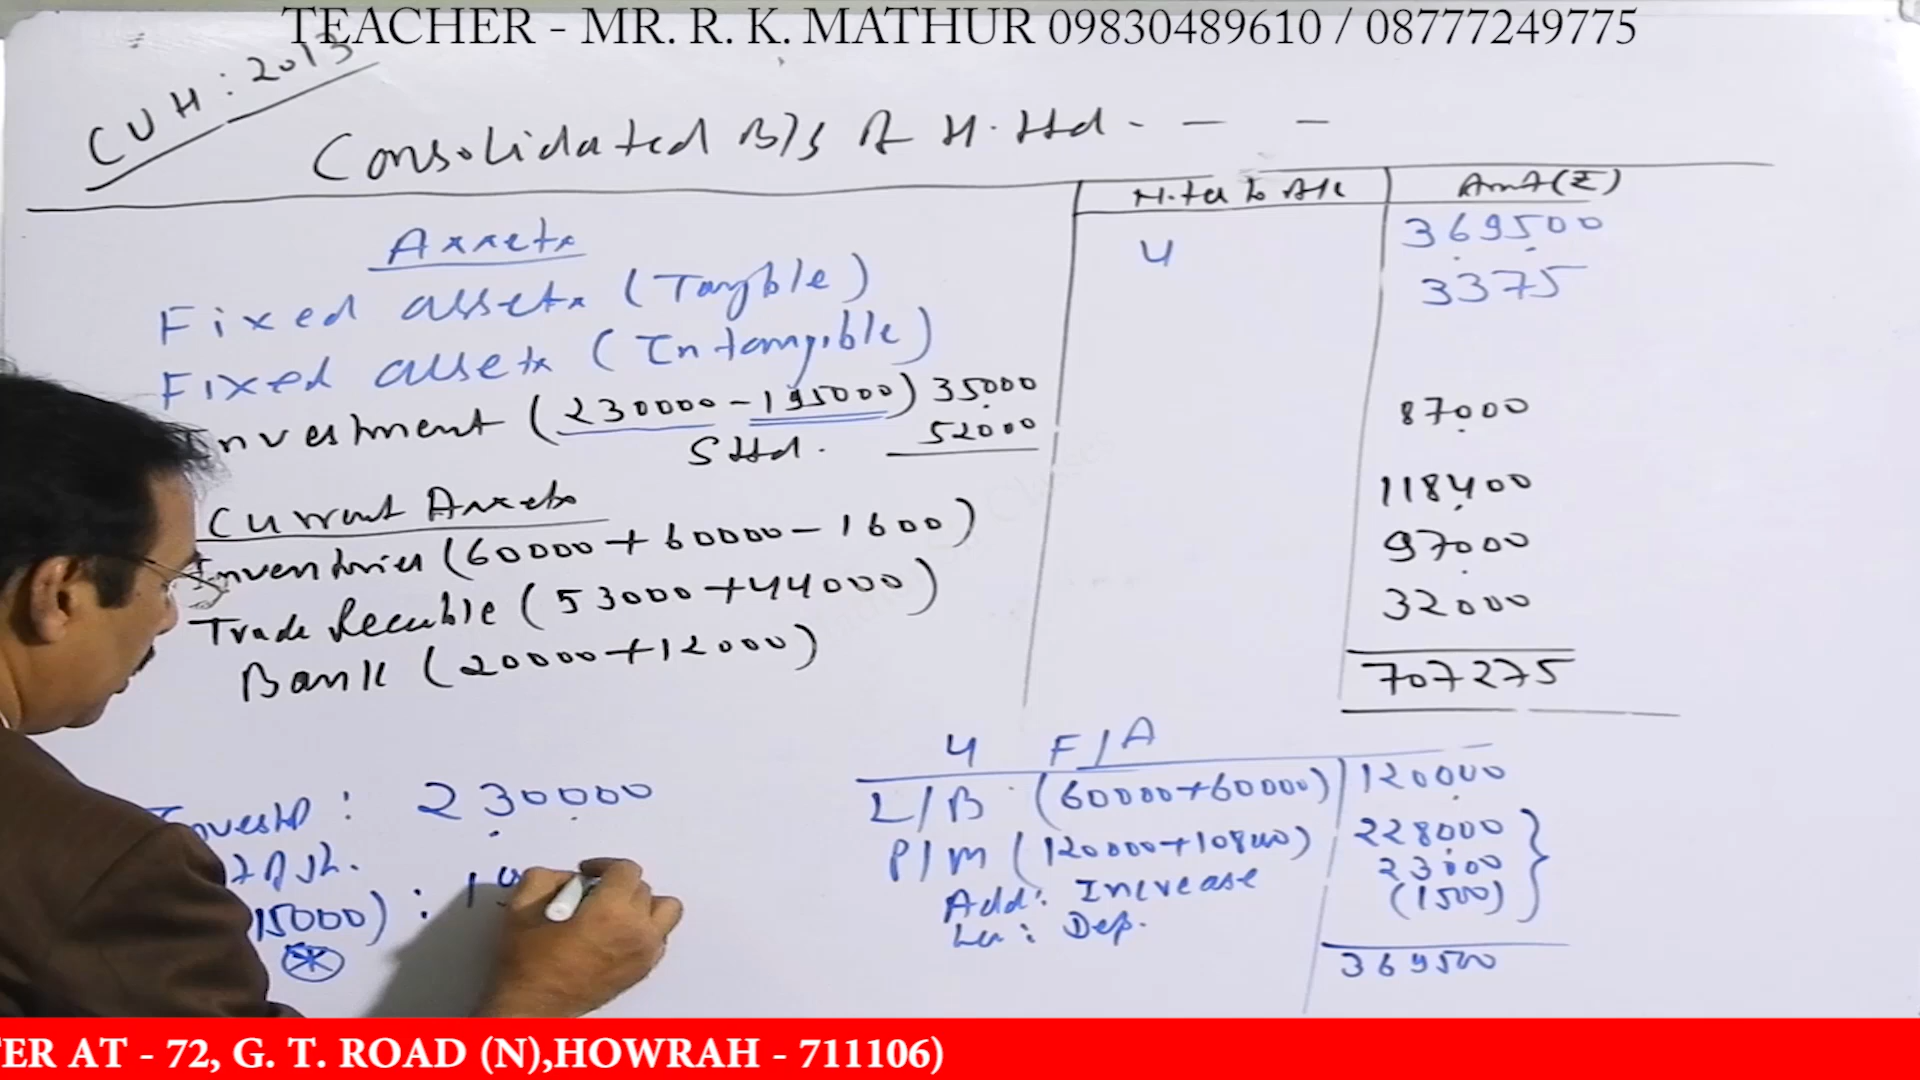 TEACHER - MR. R. K. MATHUR 09830489610 / 08777249775
CUH : 2013
Consolidated B/S of H. Ltd - - -
N. to A/c Amt (₹)
Assets
Fixed assets (Tangible) 4 369500
Fixed assets (Intangible) 3375
Investment (230000 - 195000) 35000 87000
S Ltd. 52000
Current Assets
Inventories (60000 + 60000 - 1600) 118400
Trade (53000 + 44000) 97000
Bank (20000 + 12000) 32000
707275
4 F/A
L/B (60000 + 60000) 120000
P/M (120000 + 108000) 228000
Add: Increase 23000
Dep. (1500)
369500
: 230000
15000) : 19
ER AT - 72, G. T. ROAD (N),HOWRAH - 711106)